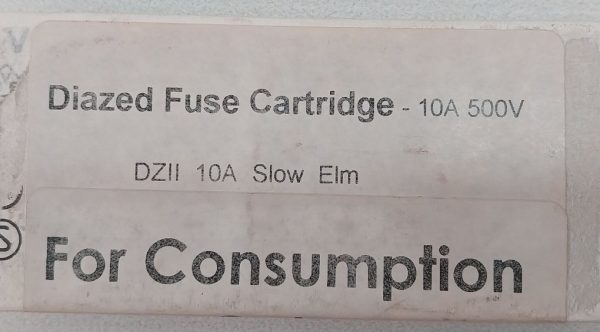 Diazed Fuse Cartridge - 10A 500V
DZII 10A Slow Elm
For Consumption